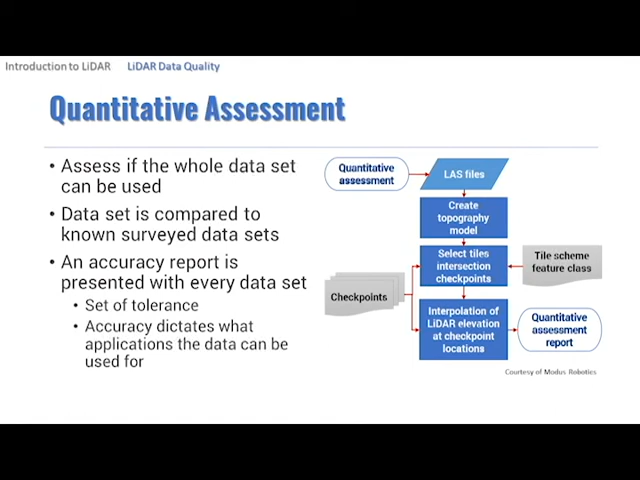 Introduction to LiDAR LiDAR Data Quality
Quantitative Assessment
• Assess if the whole data set
can be used
• Data set is compared to
known surveyed data sets
• An accuracy report is
presented with every data set
• Set of tolerance
• Accuracy dictates what
applications the data can be
used for
Quantitative
assessment
LAS files
Create
topography
model
Select tiles
intersection
checkpoints
Tile scheme
feature class
Checkpoints
Interpolation of
LiDAR elevation
at checkpoint
locations
Quantitative
assessment
report
Courtesy of Modus Robotics